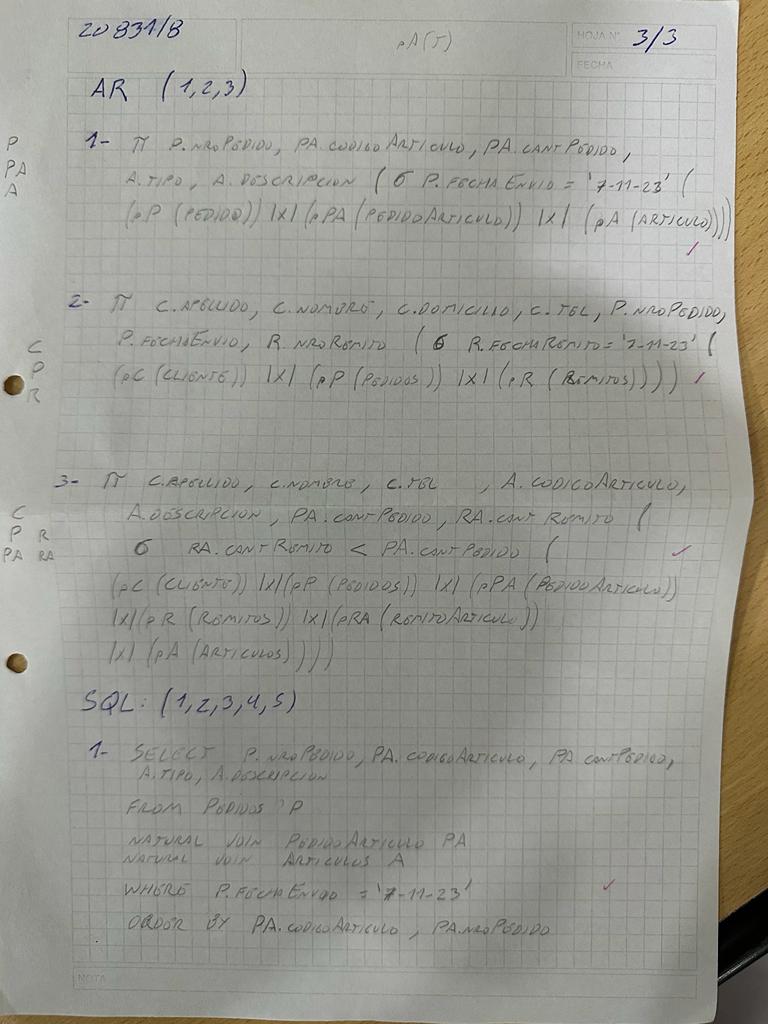 20831/8
ρA(T)
HOJA N° 3/3
FECHA
AR (1,2,3)
P
PA
A
1- π P.NROPEDIDO, PA.CODIGOARTICULO, PA.CANTPEDIDO,
A.TIPO, A.DESCRIPCION (σ P.FECHAENVIO = '7-11-23' (
(ρP (PEDIDO)) |X| (ρPA (PEDIDOARTICULO)) |X| (ρA (ARTICULO))))
2- π C.APELLIDO, C.NOMBRE, C.DOMICILIO, C.TEL, P.NROPEDIDO,
P.FECHAENVIO, R.NROREMITO (σ R.FECHAREMITO= '7-11-23' (
(ρC (CLIENTE)) |X| (ρP (PEDIDOS)) |X| (ρR (REMITOS))))
C
P
R
3- π C.APELLIDO, C.NOMBRE, C.TEL , A.CODIGOARTICULO,
A.DESCRIPCION, PA.CANTPEDIDO, RA.CANTREMITO (
σ RA.CANTREMITO < PA.CANTPEDIDO (
(ρC (CLIENTE)) |X| (ρP (PEDIDOS)) |X| (ρPA (PEDIDOARTICULO))
|X| (ρR (REMITOS)) |X| (ρRA (REMITOARTICULO))
|X| (ρA (ARTICULOS))))
C
P R
PA RA
SQL: (1,2,3,4,5)
1- SELECT P.NROPEDIDO, PA.CODIGOARTICULO, PA CANTPEDIDO,
A.TIPO, A.DESCRIPCION
FROM PEDIDOS P
NATURAL JOIN PEDIDOARTICULO PA
NATURAL JOIN ARTICULOS A
WHERE P.FECHAENVIO = '7-11-23'
ORDER BY PA.CODIGOARTICULO, PA.NROPEDIDO
NOTA